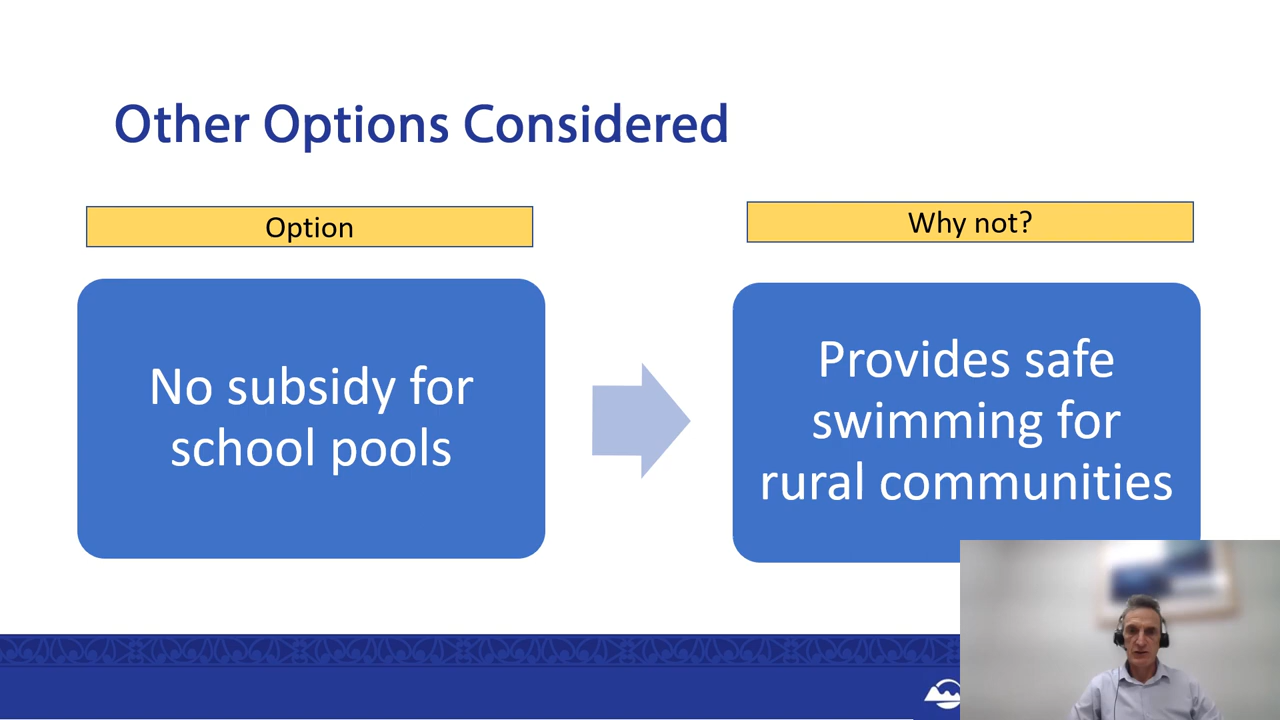 Other Options Considered
Option
Why not?
No subsidy for
school pools
Provides safe
swimming for
rural communities